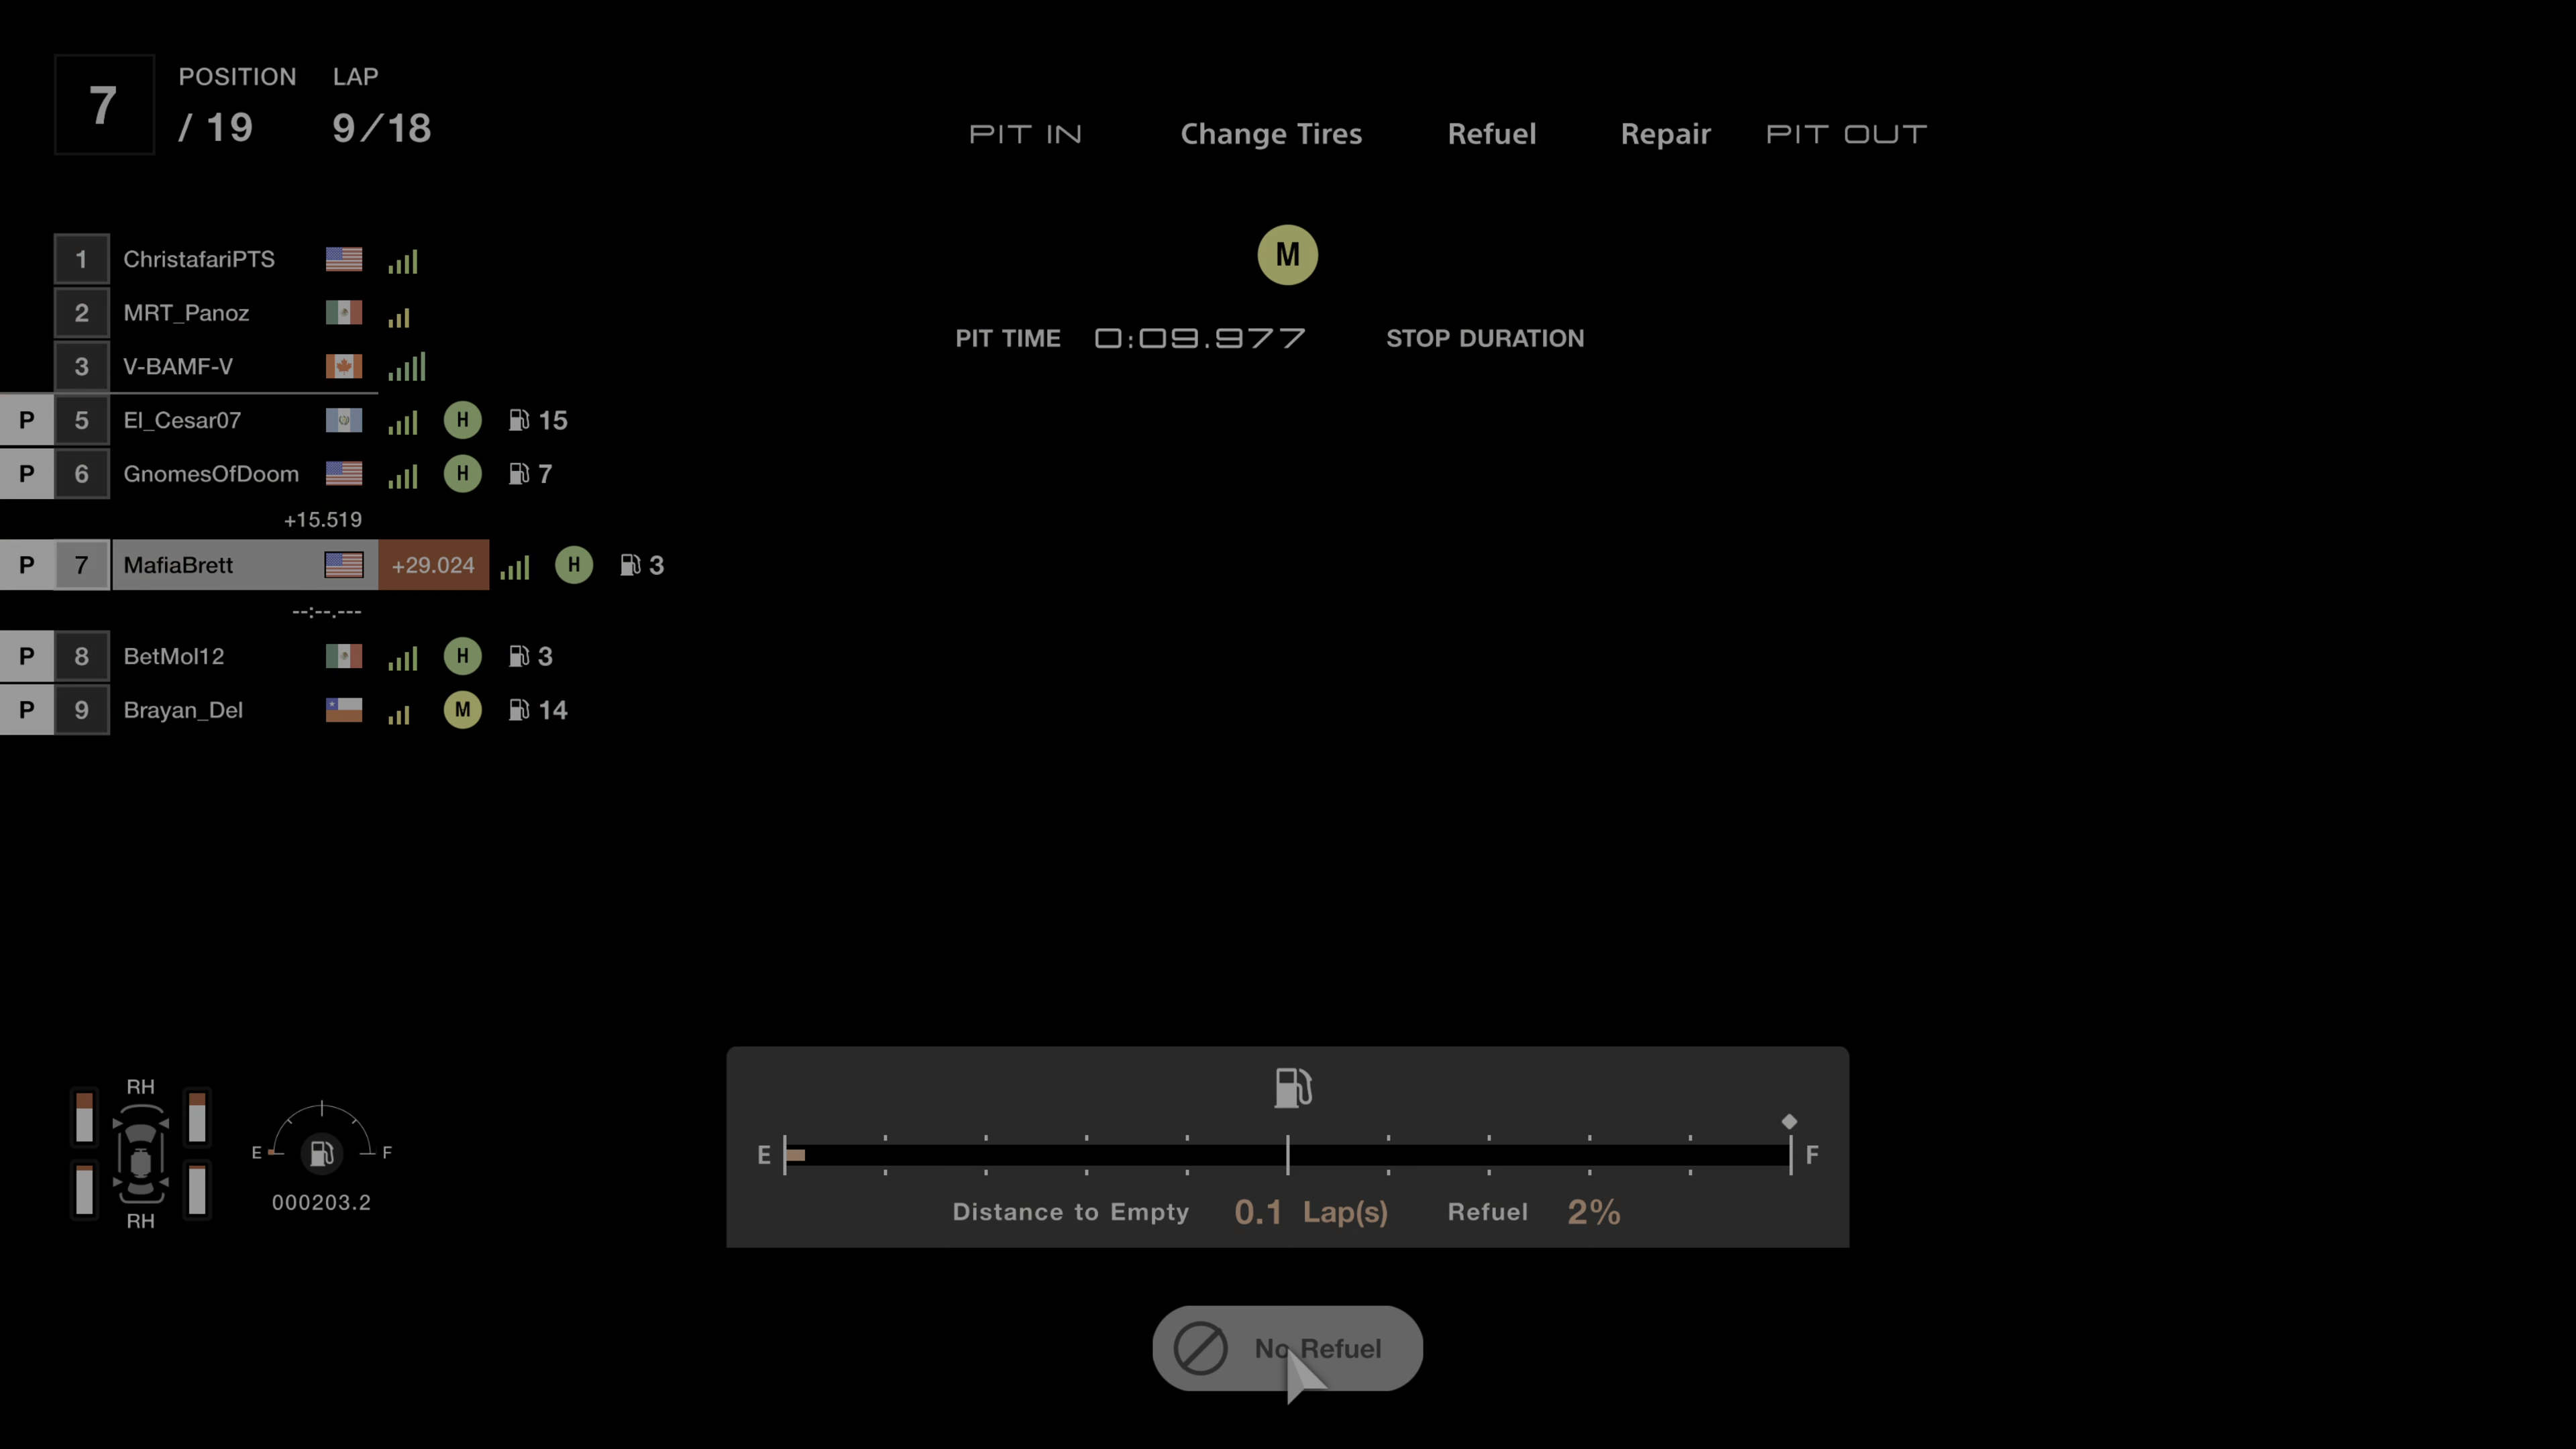 7 POSITION LAP
/ 19 9/18
PIT IN Change Tires Refuel Repair PIT OUT
M
PIT TIME 0:09.977 STOP DURATION
1 ChristafariPTS
2 MRT_Panoz
3 V-BAMF-V
P 5 El_Cesar07 H 15
P 6 GnomesOfDoom H 7
+15.519
P 7 MafiaBrett +29.024 H 3
--:--.---
P 8 BetMol12 H 3
P 9 Brayan_Del M 14
RH
E F
000203.2
RH
E F
Distance to Empty 0.1 Lap(s) Refuel 2%
No Refuel